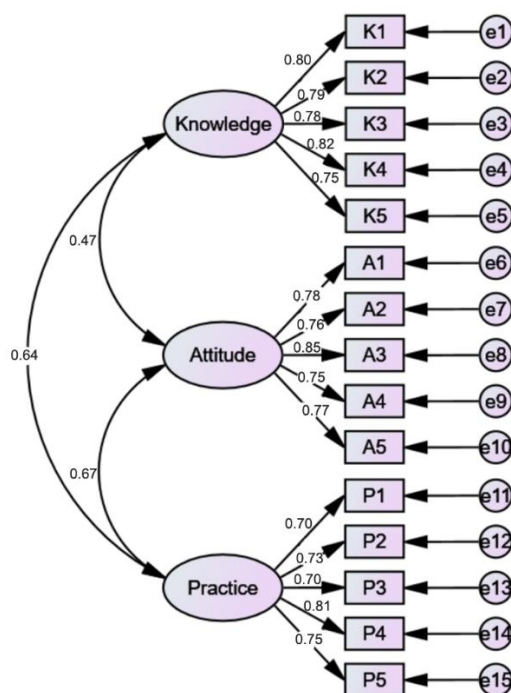 K1 e1
0.80
K2 e2
0.79
Knowledge 0.78 K3 e3
0.82
K4 e4
0.75
K5 e5
0.47
A1 e6
0.78
A2 e7
0.76
0.64 Attitude 0.85 A3 e8
0.75
A4 e9
0.77
A5 e10
0.67
P1 e11
0.70
P2 e12
0.73
Practice 0.70 P3 e13
0.81
P4 e14
0.75
P5 e15